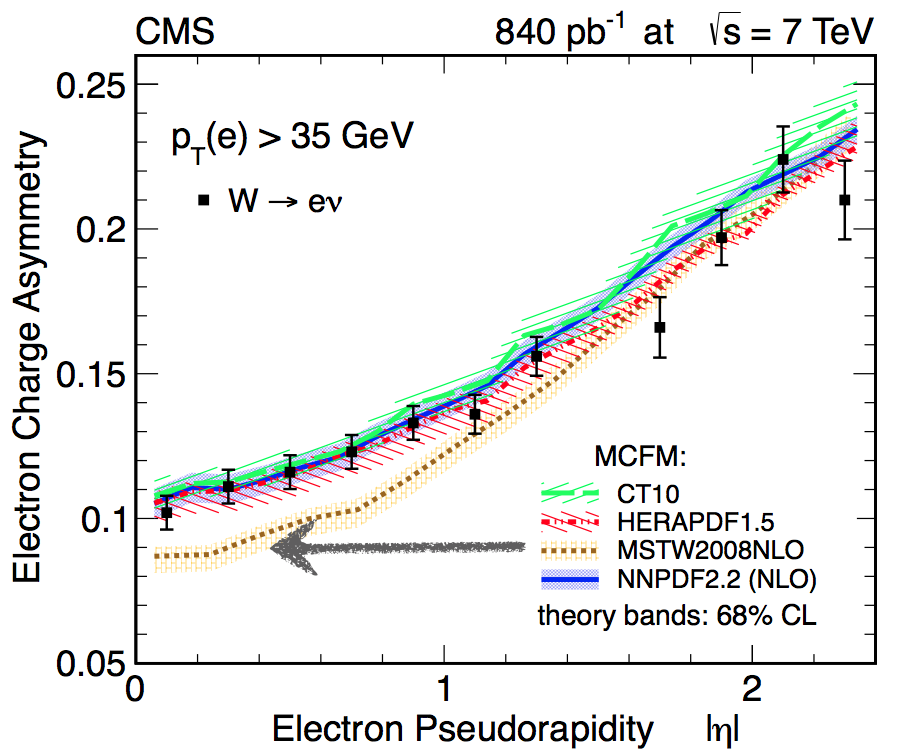 CMS 840 pb⁻¹ at √s = 7 TeV
Electron Charge Asymmetry
0.25
0.2
0.15
0.1
0.05
p_T(e) > 35 GeV
W → eν
MCFM:
CT10
HERAPDF1.5
MSTW2008NLO
NNPDF2.2 (NLO)
theory bands: 68% CL
0 1 2
Electron Pseudorapidity |η|